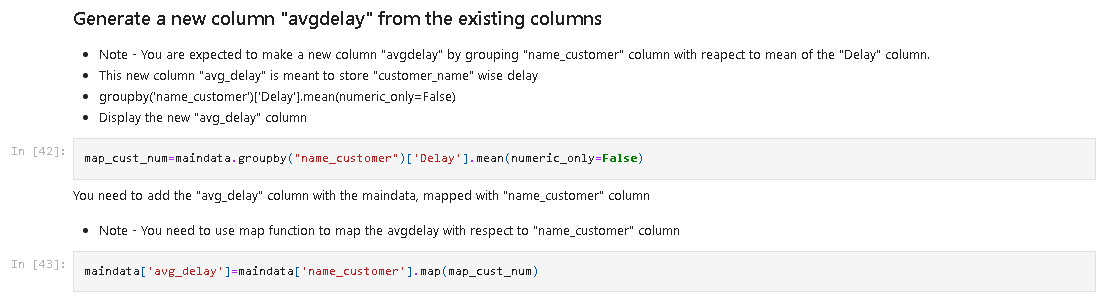 Generate a new column "avgdelay" from the existing columns
• Note - You are expected to make a new column "avgdelay" by grouping "name_customer" column with reapect to mean of the "Delay" column.
• This new column "avg_delay" is meant to store "customer_name" wise delay
• groupby('name_customer')['Delay'].mean(numeric_only=False)
• Display the new "avg_delay" column
In [42]: map_cust_num=maindata.groupby("name_customer")['Delay'].mean(numeric_only=False)
You need to add the "avg_delay" column with the maindata, mapped with "name_customer" column
• Note - You need to use map function to map the avgdelay with respect to "name_customer" column
In [43]: maindata['avg_delay']=maindata['name_customer'].map(map_cust_num)